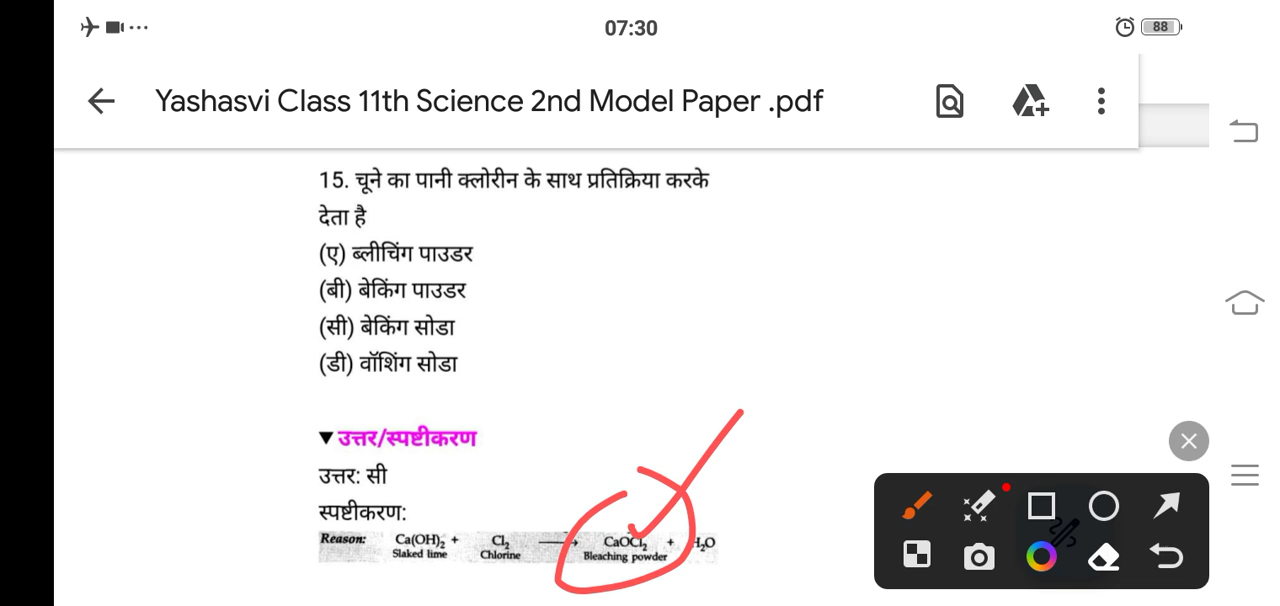 07:30
88
Yashasvi Class 11th Science 2nd Model Paper .pdf
15. चूने का पानी क्लोरीन के साथ प्रतिक्रिया करके
देता है
(ए) ब्लीचिंग पाउडर
(बी) बेकिंग पाउडर
(सी) बेकिंग सोडा
(डी) वॉशिंग सोडा
▼ उत्तर/स्पष्टीकरण
उत्तर: सी
स्पष्टीकरण:
Reason: Ca(OH)₂ + Cl₂ ⟶ CaOCl₂ + H₂O
Slaked lime Chlorine Bleaching powder